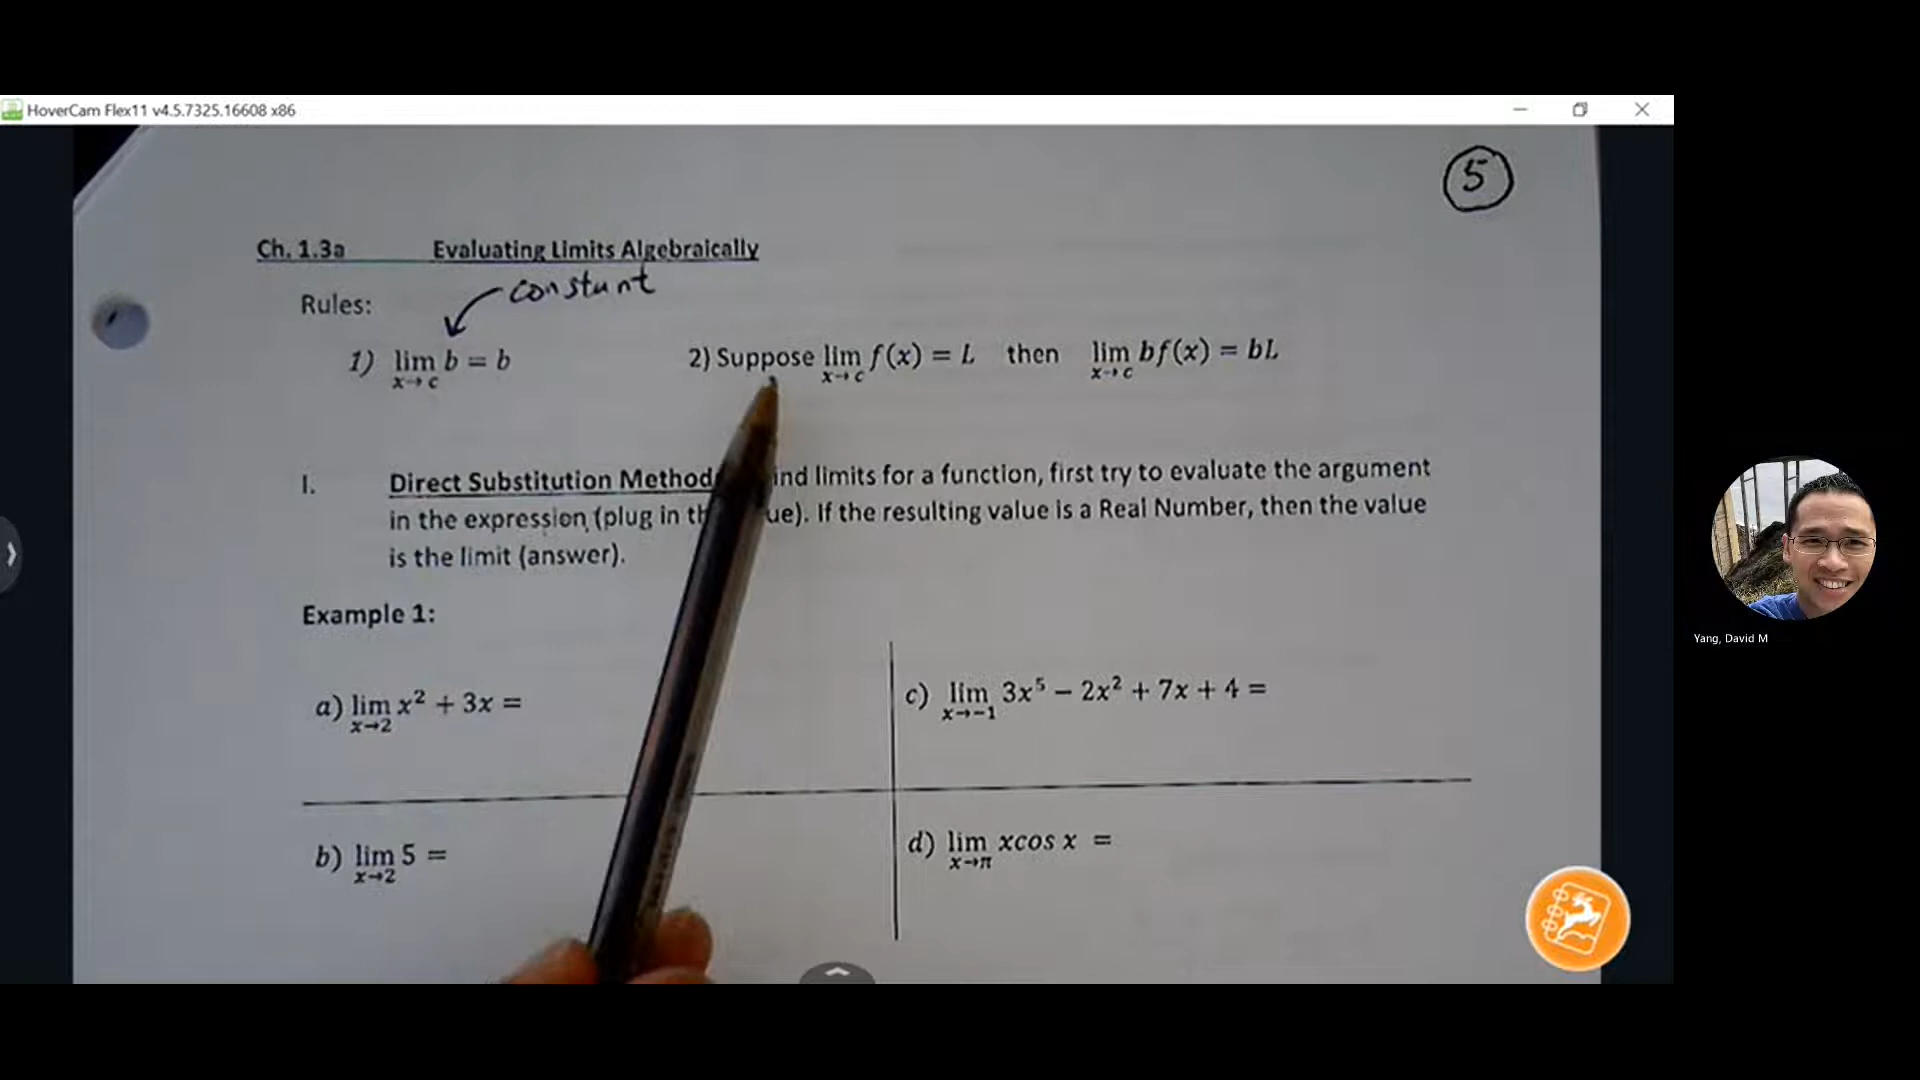 HoverCam Flex11 v4.5.7325.16608 x86
5
Ch. 1.3a Evaluating Limits Algebraically
constant
Rules:
1) lim x→c b = b 2) Suppose lim x→c f(x) = L then lim x→c bf(x) = bL
I. Direct Substitution Method ind limits for a function, first try to evaluate the argument
in the expression (plug in th ue). If the resulting value is a Real Number, then the value
is the limit (answer).
Example 1:
a) lim x→2 x² + 3x =
c) lim x→-1 3x⁵ − 2x² + 7x + 4 =
b) lim x→2 5 =
d) lim x→π xcos x =
Yang, David M